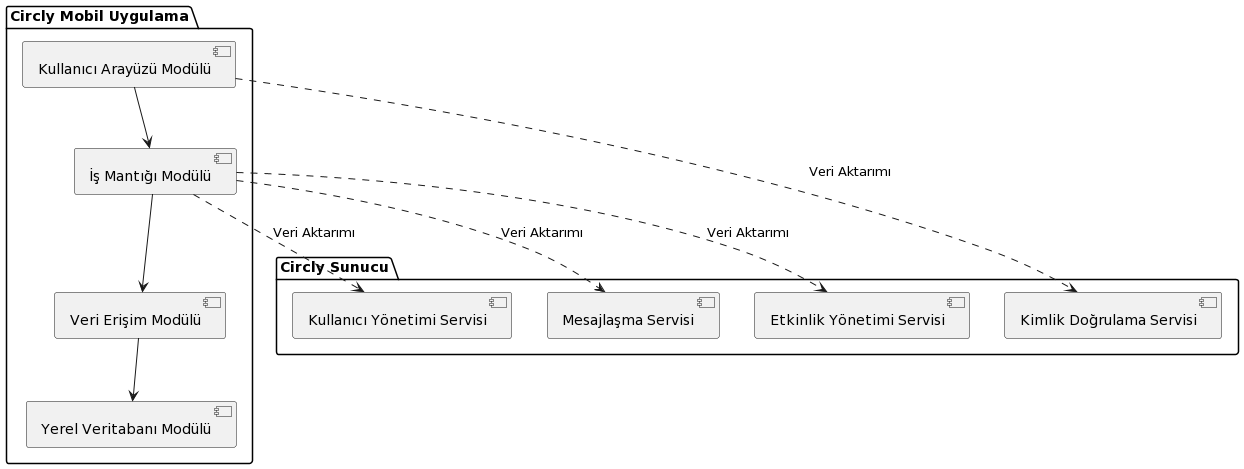 Circly Mobil Uygulama
Kullanıcı Arayüzü Modülü
İş Mantığı Modülü
Veri Aktarımı
Veri Aktarımı
Veri Aktarımı
Veri Aktarımı
Circly Sunucu
Veri Erişim Modülü
Kullanıcı Yönetimi Servisi
Mesajlaşma Servisi
Etkinlik Yönetimi Servisi
Kimlik Doğrulama Servisi
Yerel Veritabanı Modülü